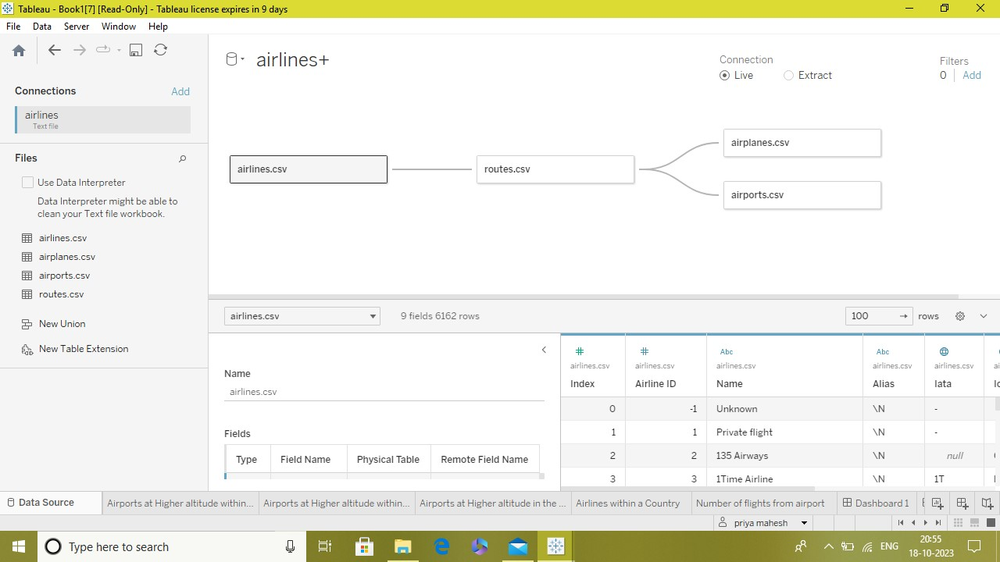 Tableau - Book1[7] [Read-Only] - Tableau license expires in 9 days
File Data Server Window Help
airlines+
Connection
Live Extract
Filters
0 Add
Connections Add
airlines
Text file
Files
Use Data Interpreter
Data Interpreter might be able to
clean your Text file workbook.
airlines.csv
airplanes.csv
airports.csv
routes.csv
New Union
New Table Extension
airlines.csv
routes.csv
airplanes.csv
airports.csv
airlines.csv 9 fields 6162 rows 100 rows
Name
airlines.csv
Fields
Type Field Name Physical Table Remote Field Name
# # Abc Abc
airlines.csv airlines.csv airlines.csv airlines.csv airlines.csv ai
Index Airline ID Name Alias Iata Ic
0 -1 Unknown \N -
1 1 Private flight \N -
2 2 135 Airways \N null
3 3 1Time Airline \N 1T
Data Source Airports at Higher altitude within... Airports at Higher altitude within... Airports at Higher altitude in the ... Airlines within a Country Number of flights from airport Dashboard 1
priya mahesh
Type here to search
ENG
20:55
18-10-2023